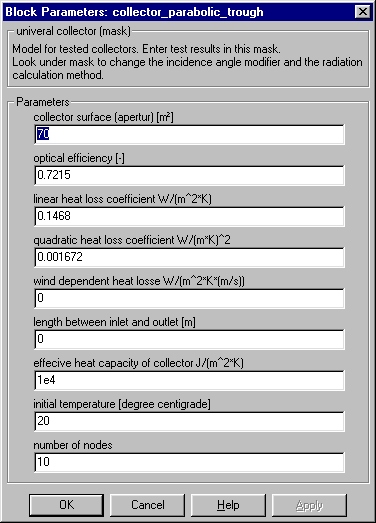 Block Parameters: collector_parabolic_trough
univeral collector (mask)
Model for tested collectors. Enter test results in this mask.
Look under mask to change the incidence angle modifier and the radiation
calculation method.
Parameters
collector surface (apertur) [m²]
70
optical efficiency [-]
0.7215
linear heat loss coefficient W/(m^2*K)
0.1468
quadratic heat loss coefficient W/(m*K)^2
0.001672
wind dependent heat losse W/(m^2*K*(m/s))
0
length between inlet and outlet [m]
0
effecive heat capacity of collector J/(m^2*K)
1e4
initial temperature [degree centigrade]
20
number of nodes
10
OK Cancel Help Apply